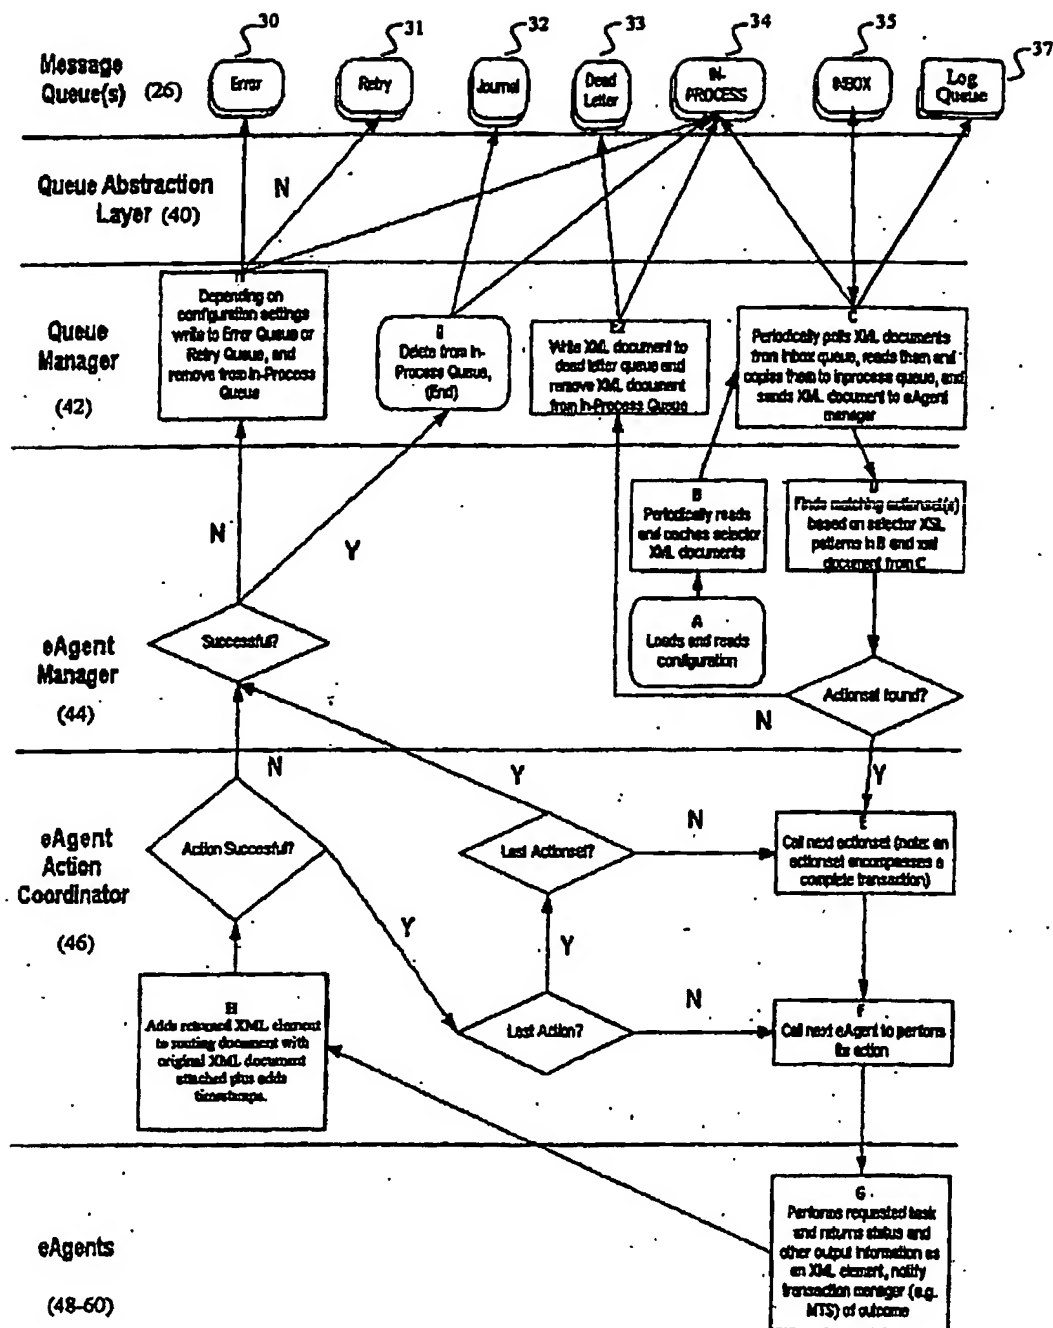 30
31
32
33
34
35
37
Message
Queue(s) (26)
Error
Retry
Journal
Dead
Letter
IN-
PROCESS
INBOX
Log
Queue
Queue Abstraction
Layer (40)
N
Queue
Manager
(42)
Depending on
configuration settings
write to Error Queue or
Retry Queue, and
remove from In-Process
Queue
Delete from In-
Process Queue,
(End)
E2
Write XML document to
dead letter queue and
remove XML document
from In-Process Queue
C
Periodically polls XML documents
from inbox queue, reads them and
copies them to inprocess queue, and
sends XML document to eAgent
manager
N
Y
B
Periodically reads
and caches selector
XML documents
D
Finds matching actionset(s)
based on selector XSL
patterns in B and xml
document from C
A
Loads and reads
configuration
eAgent
Manager
(44)
Successful?
Actionset found?
N
N
Y
Y
eAgent
Action
Coordinator
(46)
Action Successful?
Last Actionset?
N
E
Call next actionset (note: an
actionset encompasses a
complete transaction)
Y
Y
H
Adds returned XML element
to routing document with
original XML document
attached plus adds
timestamps.
Last Action?
N
F
Call next eAgent to perform
its action
eAgents
(48-60)
G
Performs requested task
and returns status and
other output information as
an XML element, notify
transaction manager (e.g.
MTS) of outcome